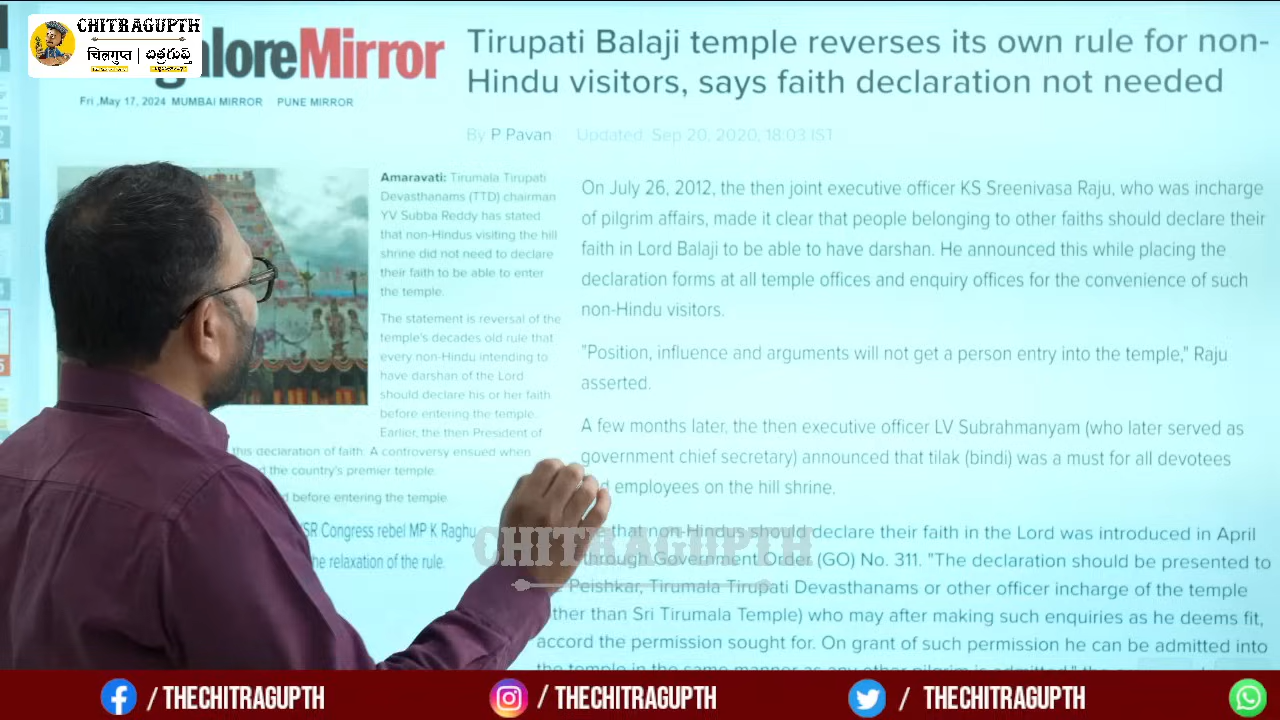 CHITRAGUPTH
चित्रगुप्त | చిత్రగుప్త్
loreMirror
Fri ,May 17, 2024 MUMBAI MIRROR PUNE MIRROR
Tirupati Balaji temple reverses its own rule for non-
Hindu visitors, says faith declaration not needed
By P Pavan Updated: Sep 20, 2020, 18:03 IST
Amaravati: Tirumala Tirupati
Devasthanams (TTD) chairman
YV Subba Reddy has stated
that non-Hindus visiting the hill
shrine did not need to declare
their faith to be able to enter
the temple.
The statement is reversal of the
temple's decades old rule that
every non-Hindu intending to
have darshan of the Lord
should declare his or her faith
before entering the temple.
Earlier, the then President of
this declaration of faith. A controversy ensued when
the country's premier temple.
before entering the temple.
SR Congress rebel MP K Raghu
he relaxation of the rule.
On July 26, 2012, the then joint executive officer KS Sreenivasa Raju, who was incharge
of pilgrim affairs, made it clear that people belonging to other faiths should declare their
faith in Lord Balaji to be able to have darshan. He announced this while placing the
declaration forms at all temple offices and enquiry offices for the convenience of such
non-Hindu visitors.
"Position, influence and arguments will not get a person entry into the temple," Raju
asserted.
A few months later, the then executive officer LV Subrahmanyam (who later served as
government chief secretary) announced that tilak (bindi) was a must for all devotees
employees on the hill shrine.
that non-Hindus should declare their faith in the Lord was introduced in April
through Government Order (GO) No. 311. "The declaration should be presented to
Peishkar, Tirumala Tirupati Devasthanams or other officer incharge of the temple
ther than Sri Tirumala Temple) who may after making such enquiries as he deems fit,
accord the permission sought for. On grant of such permission he can be admitted into
the temple in the same manner as any other pilgrim is admitted," the
CHITRAGUPTH
/THECHITRAGUPTH / THECHITRAGUPTH / THECHITRAGUPTH